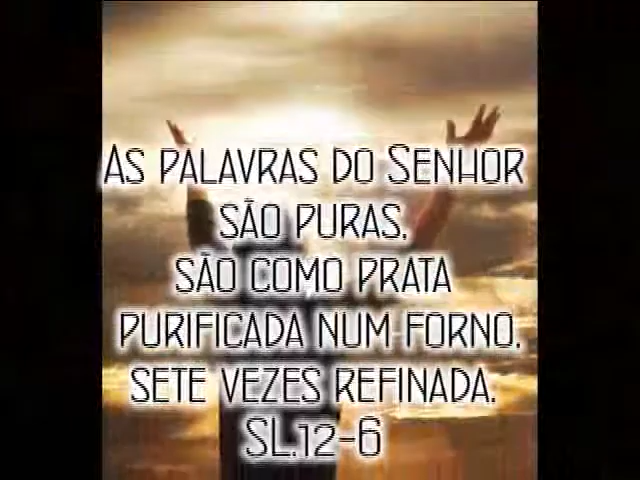 As palavras do Senhor
são puras,
são como prata
purificada num forno,
sete vezes refinada.
SL.12-6